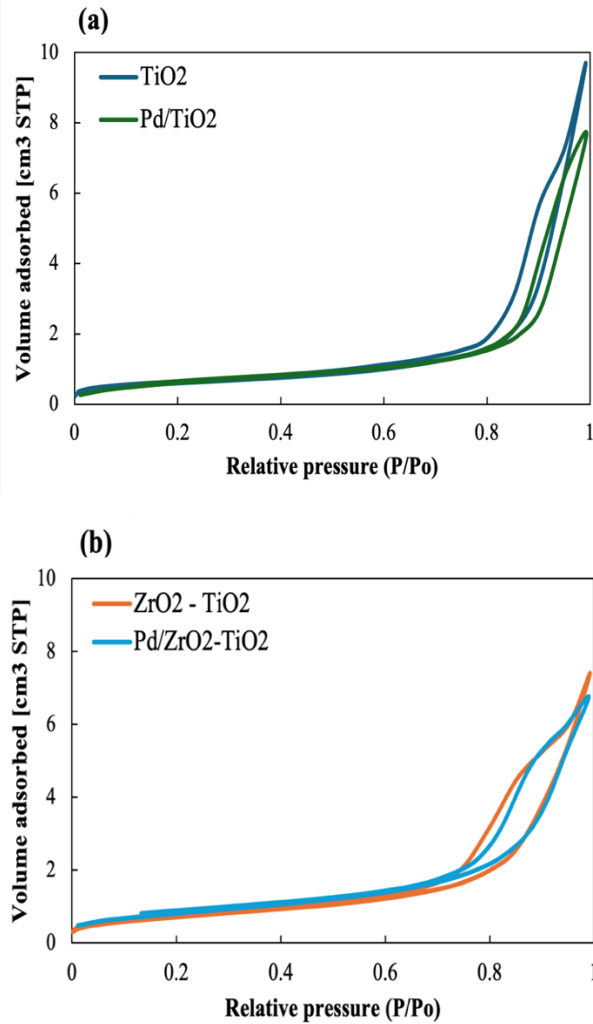 (a)
TiO2
Pd/TiO2
Volume adsorbed [cm3 STP]
10
8
6
4
2
0
0 0.2 0.4 0.6 0.8 1
Relative pressure (P/Po)
(b)
ZrO2 - TiO2
Pd/ZrO2-TiO2
Volume adsorbed [cm3 STP]
10
8
6
4
2
0
0 0.2 0.4 0.6 0.8 1
Relative pressure (P/Po)